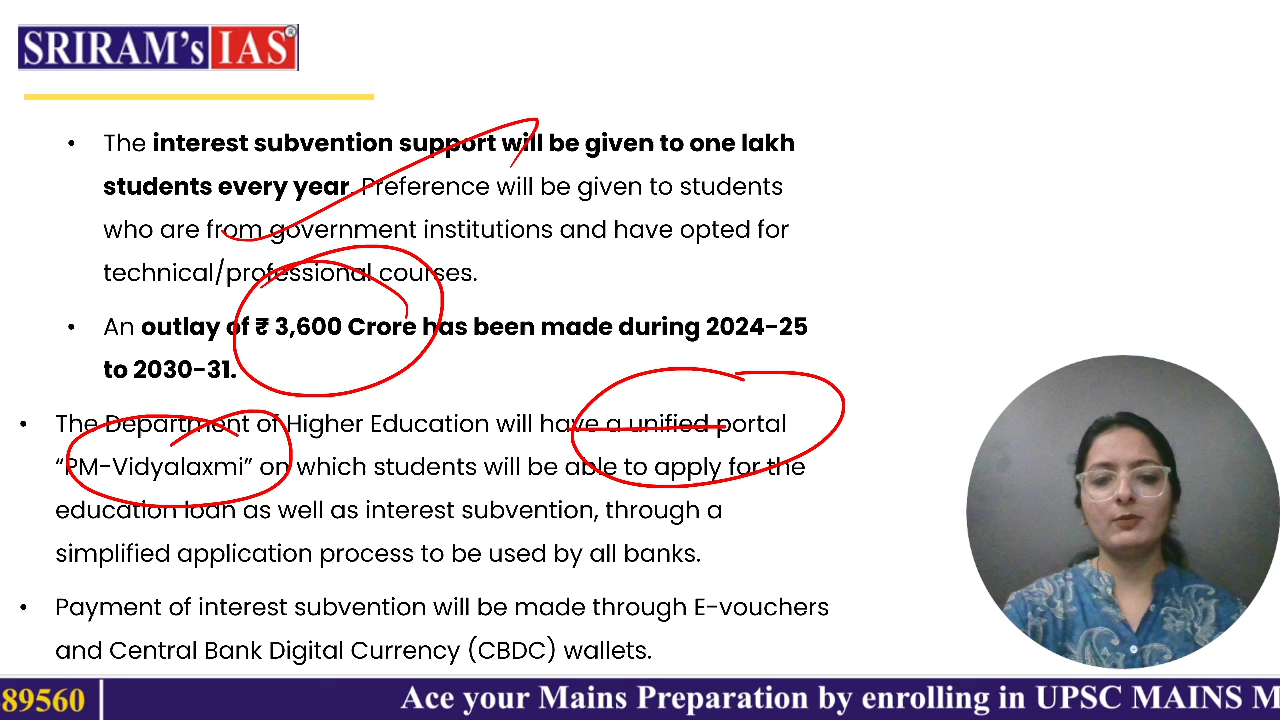 SRIRAM's IAS®
• The interest subvention support will be given to one lakh
students every year. Preference will be given to students
who are from government institutions and have opted for
technical/professional courses.
• An outlay of ₹ 3,600 Crore has been made during 2024-25
to 2030-31.
• The Department of Higher Education will have a unified portal
“PM-Vidyalaxmi” on which students will be able to apply for the
education loan as well as interest subvention, through a
simplified application process to be used by all banks.
• Payment of interest subvention will be made through E-vouchers
and Central Bank Digital Currency (CBDC) wallets.
89560 | Ace your Mains Preparation by enrolling in UPSC MAINS M